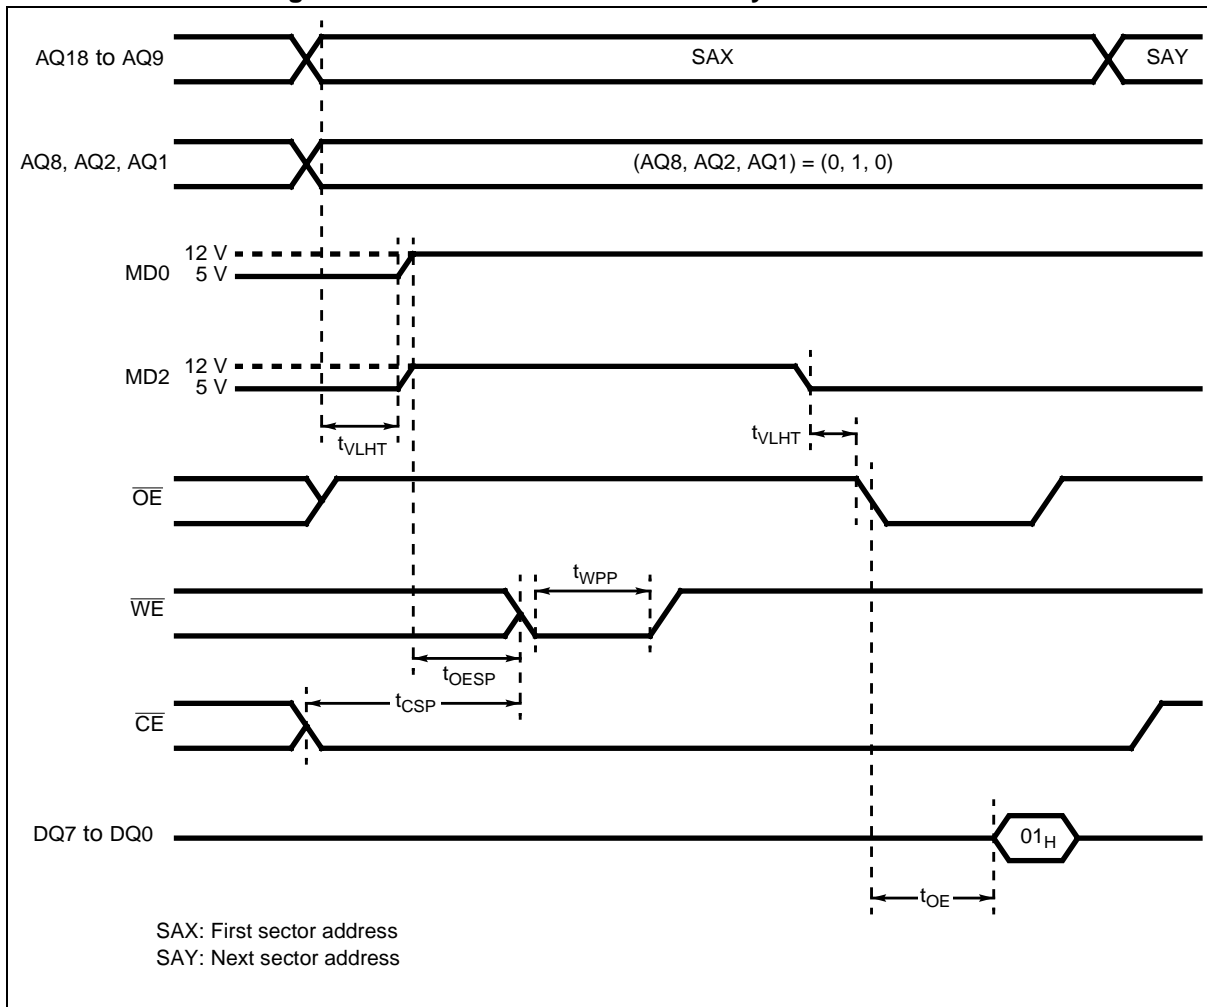 AQ18 to AQ9
SAX
SAY
AQ8, AQ2, AQ1
(AQ8, AQ2, AQ1) = (0, 1, 0)
12 V
MD0
5 V
12 V
MD2
5 V
tVLHT
tVLHT
OE
tWPP
WE
tOESP
tCSP
CE
DQ7 to DQ0
01H
tOE
SAX: First sector address
SAY: Next sector address